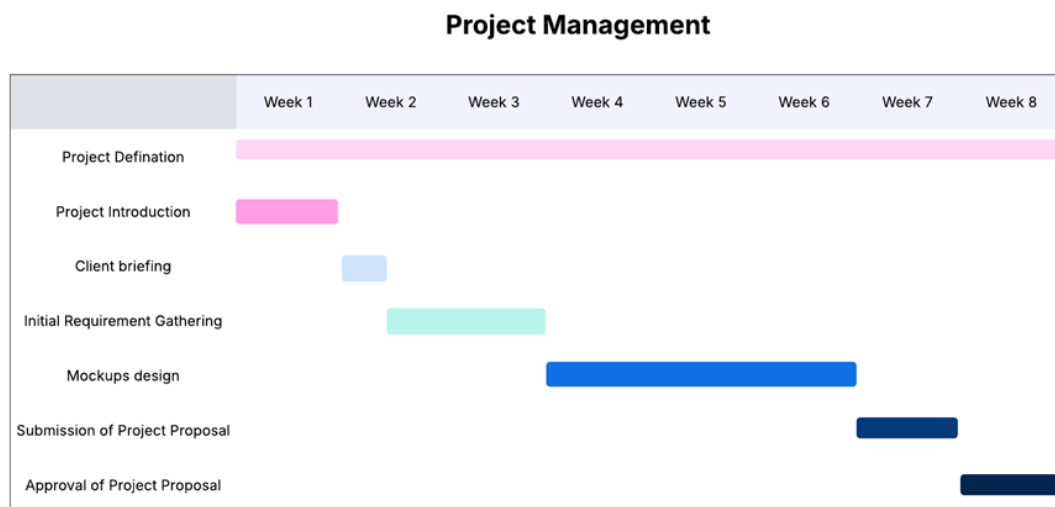 Project Management
Week 1 Week 2 Week 3 Week 4 Week 5 Week 6 Week 7 Week 8
Project Defination
Project Introduction
Client briefing
Initial Requirement Gathering
Mockups design
Submission of Project Proposal
Approval of Project Proposal